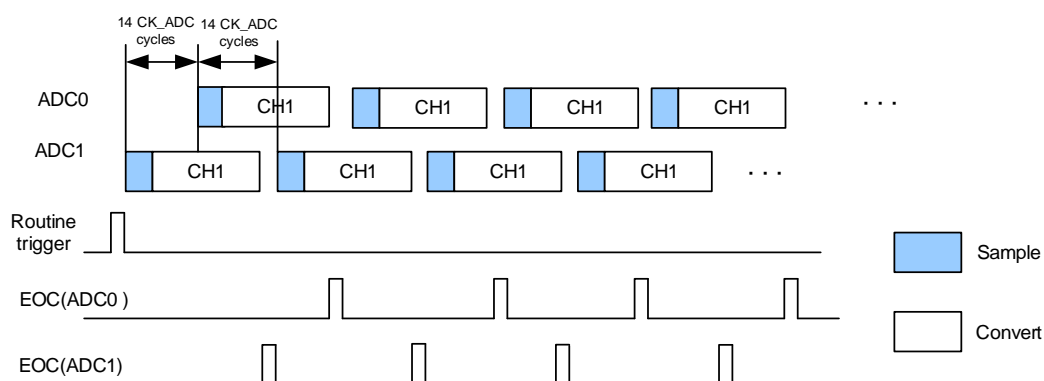 14 CK_ADC
cycles
14 CK_ADC
cycles
ADC0
CH1
CH1
CH1
CH1
. . .
ADC1
CH1
CH1
CH1
CH1
. . .
Routine
trigger
Sample
EOC(ADC0 )
Convert
EOC(ADC1)